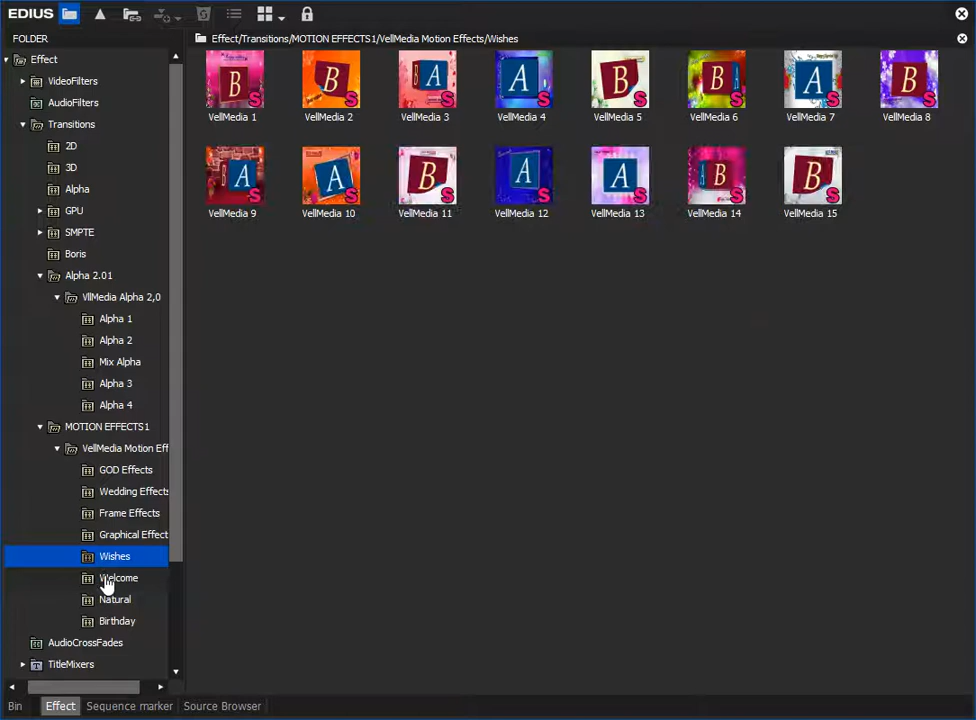 EDIUS
FOLDER
Effect/Transitions/MOTION EFFECTS1/VellMedia Motion Effects/Wishes
Effect
VideoFilters
AudioFilters
Transitions
2D
3D
Alpha
GPU
SMPTE
Boris
Alpha 2.01
VllMedia Alpha 2,0
Alpha 1
Alpha 2
Mix Alpha
Alpha 3
Alpha 4
MOTION EFFECTS1
VellMedia Motion Eff
GOD Effects
Wedding Effects
Frame Effects
Graphical Effect
Wishes
Welcome
Natural
Birthday
AudioCrossFades
TitleMixers
B S B S A S A S B S B A S A S B S
VellMedia 1 VellMedia 2 VellMedia 3 VellMedia 4 VellMedia 5 VellMedia 6 VellMedia 7 VellMedia 8
A S A S B S A S A S A B S B S
VellMedia 9 VellMedia 10 VellMedia 11 VellMedia 12 VellMedia 13 VellMedia 14 VellMedia 15
Bin Effect Sequence marker Source Browser